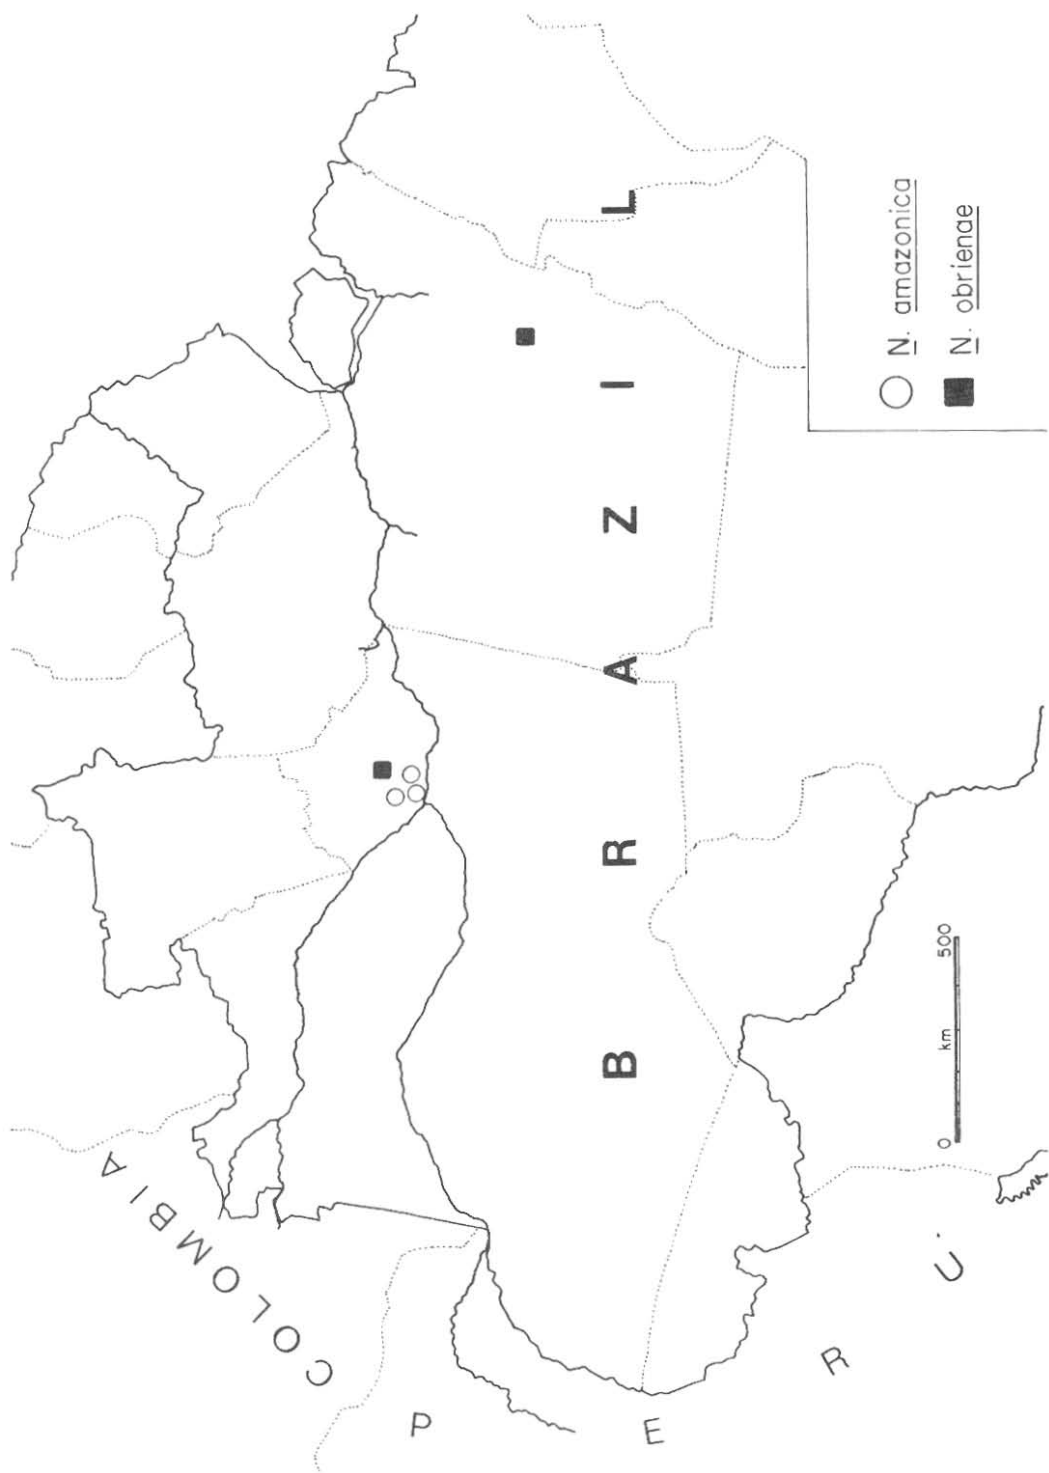 COLOMBIA
PERU
BRAZIL
0 km 500
N. amazonica
N. obrienae